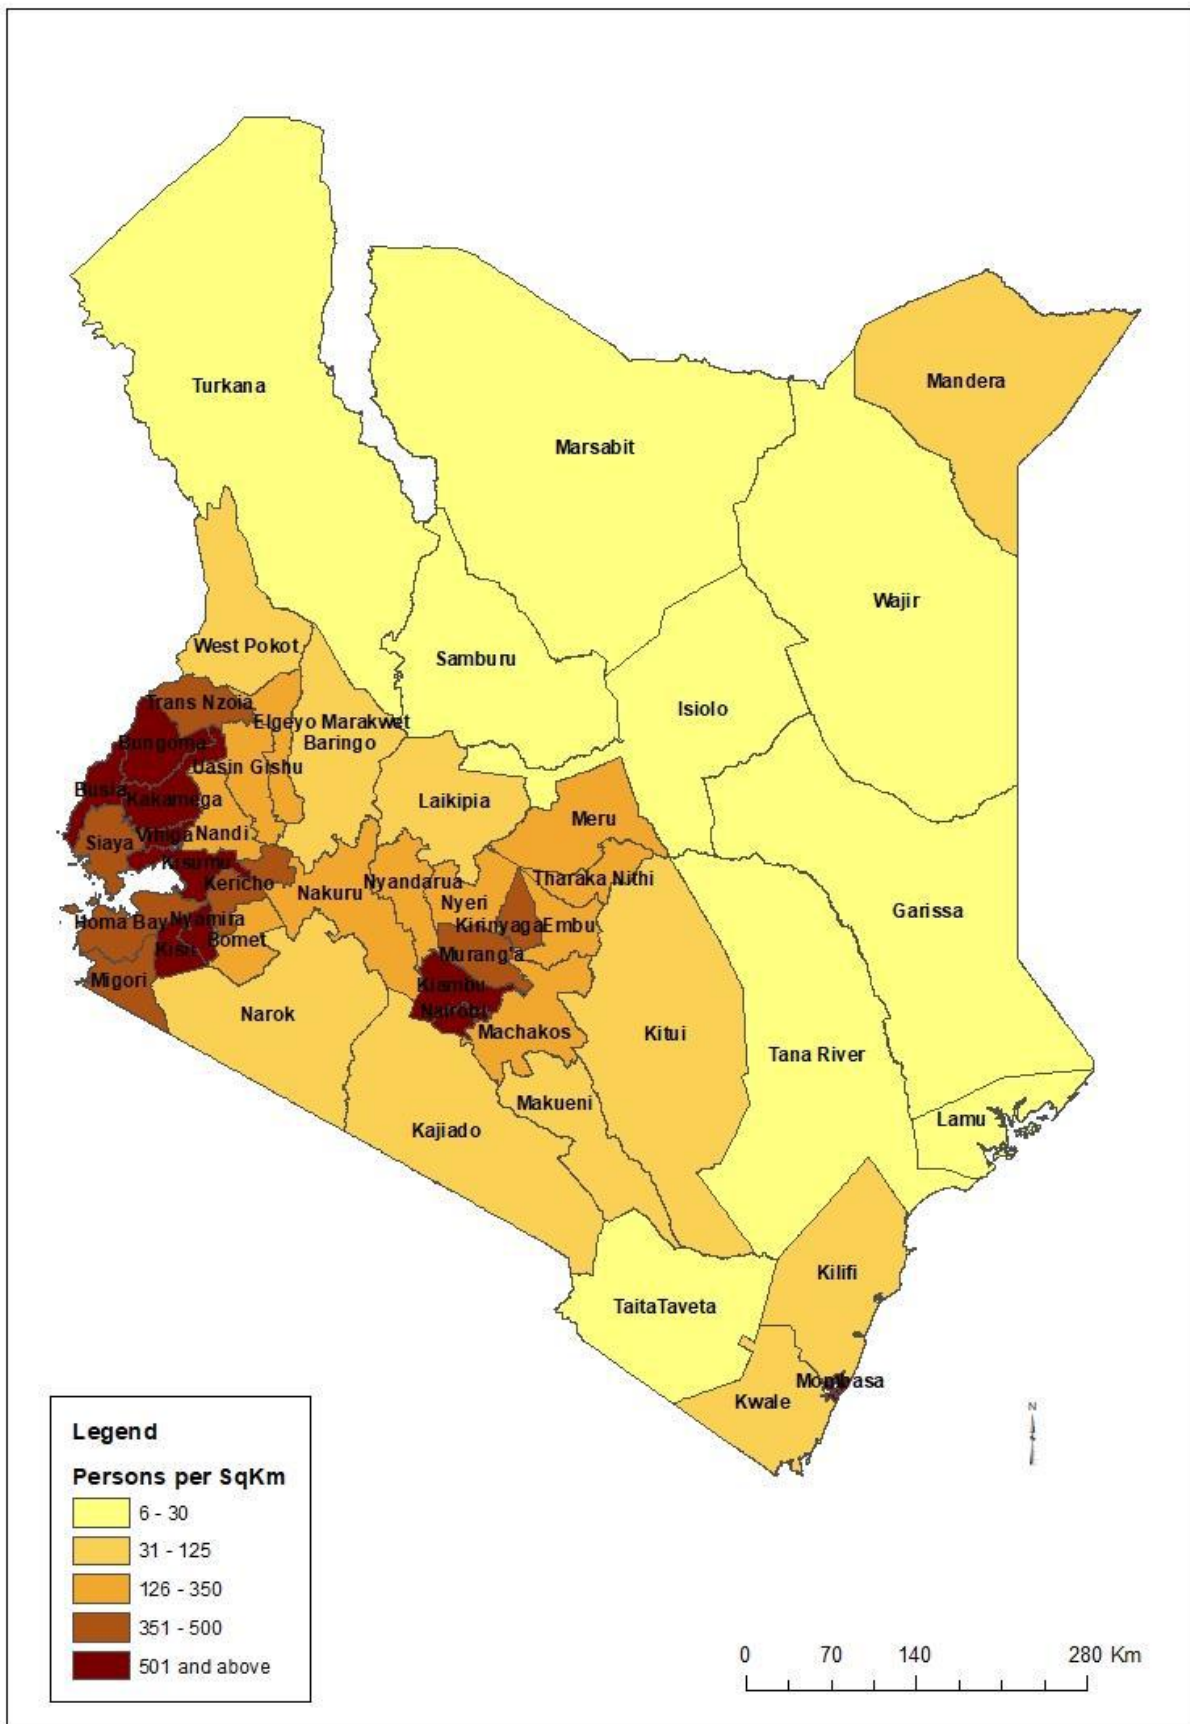 Turkana
Mandera
Marsabit
Wajir
West Pokot
Samburu
Trans Nzoia
Isiolo
Elgeyo Marakwet
Bungoma
Baringo
Uasin Gishu
Busia
Kakamega
Laikipia
Meru
Siaya
Vihiga
Nandi
Kisumu
Kericho
Nyandarua
Tharaka Nithi
Nakuru
Nyeri
Garissa
Homa Bay
Nyamira
Kirinyaga
Embu
Bomet
Kisii
Murang'a
Migori
Kiambu
Nairobi
Narok
Machakos
Kitui
Tana River
Makueni
Lamu
Kajiado
Kilifi
TaitaTaveta
Mombasa
Kwale
N
Legend
Persons per SqKm
6 - 30
31 - 125
126 - 350
351 - 500
501 and above
0 70 140 280 Km